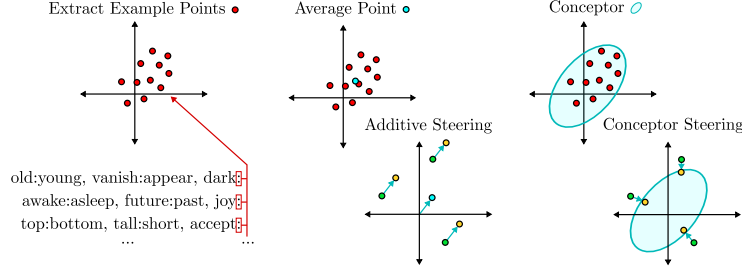 Extract Example Points
Average Point
Conceptor
Additive Steering
Conceptor Steering
old:young, vanish:appear, dark:
awake:asleep, future:past, joy:
top:bottom, tall:short, accept:
... ...